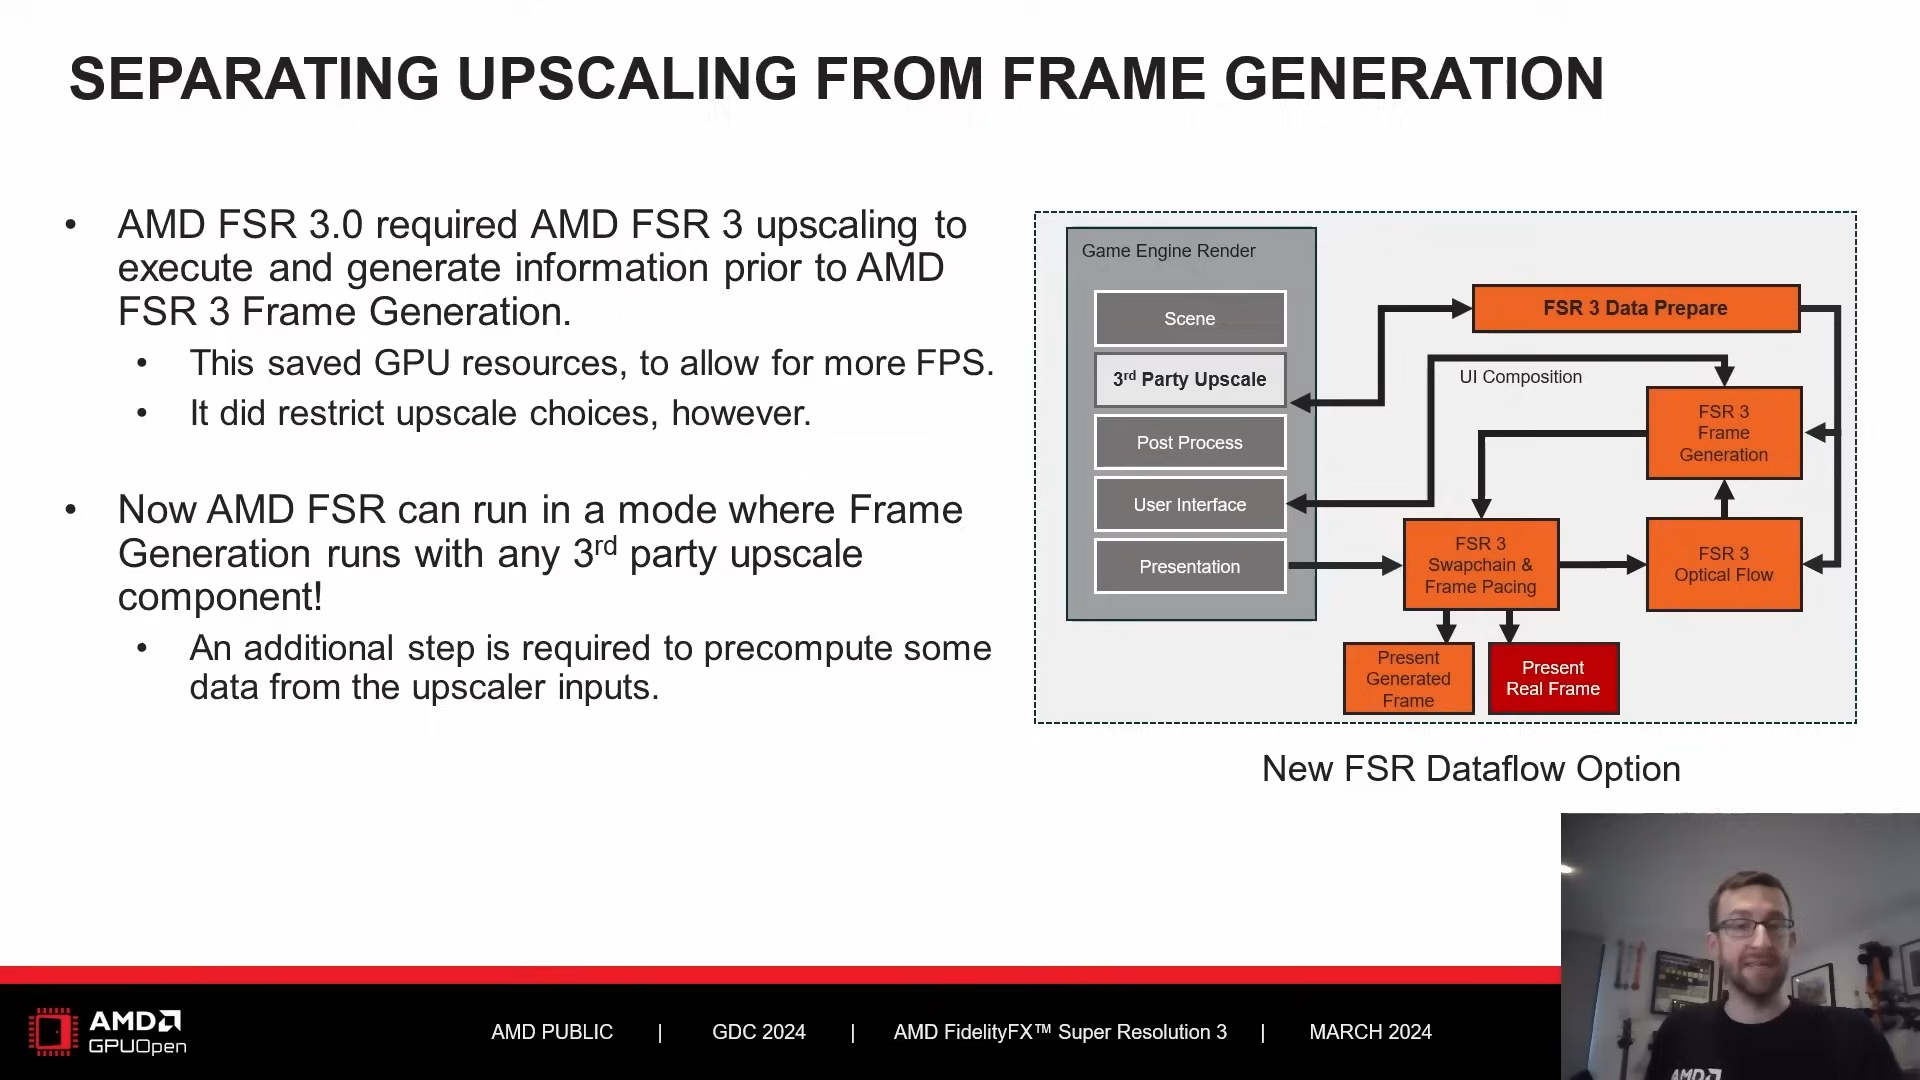 SEPARATING UPSCALING FROM FRAME GENERATION
• AMD FSR 3.0 required AMD FSR 3 upscaling to
execute and generate information prior to AMD
FSR 3 Frame Generation.
• This saved GPU resources, to allow for more FPS.
• It did restrict upscale choices, however.
• Now AMD FSR can run in a mode where Frame
Generation runs with any 3rd party upscale
component!
• An additional step is required to precompute some
data from the upscaler inputs.
Game Engine Render
Scene
3rd Party Upscale
Post Process
User Interface
Presentation
FSR 3 Data Prepare
UI Composition
FSR 3
Frame
Generation
FSR 3
Swapchain &
Frame Pacing
FSR 3
Optical Flow
Present
Generated
Frame
Present
Real Frame
New FSR Dataflow Option
AMD
GPUOpen
AMD PUBLIC | GDC 2024 | AMD FidelityFX™ Super Resolution 3 | MARCH 2024
AMD